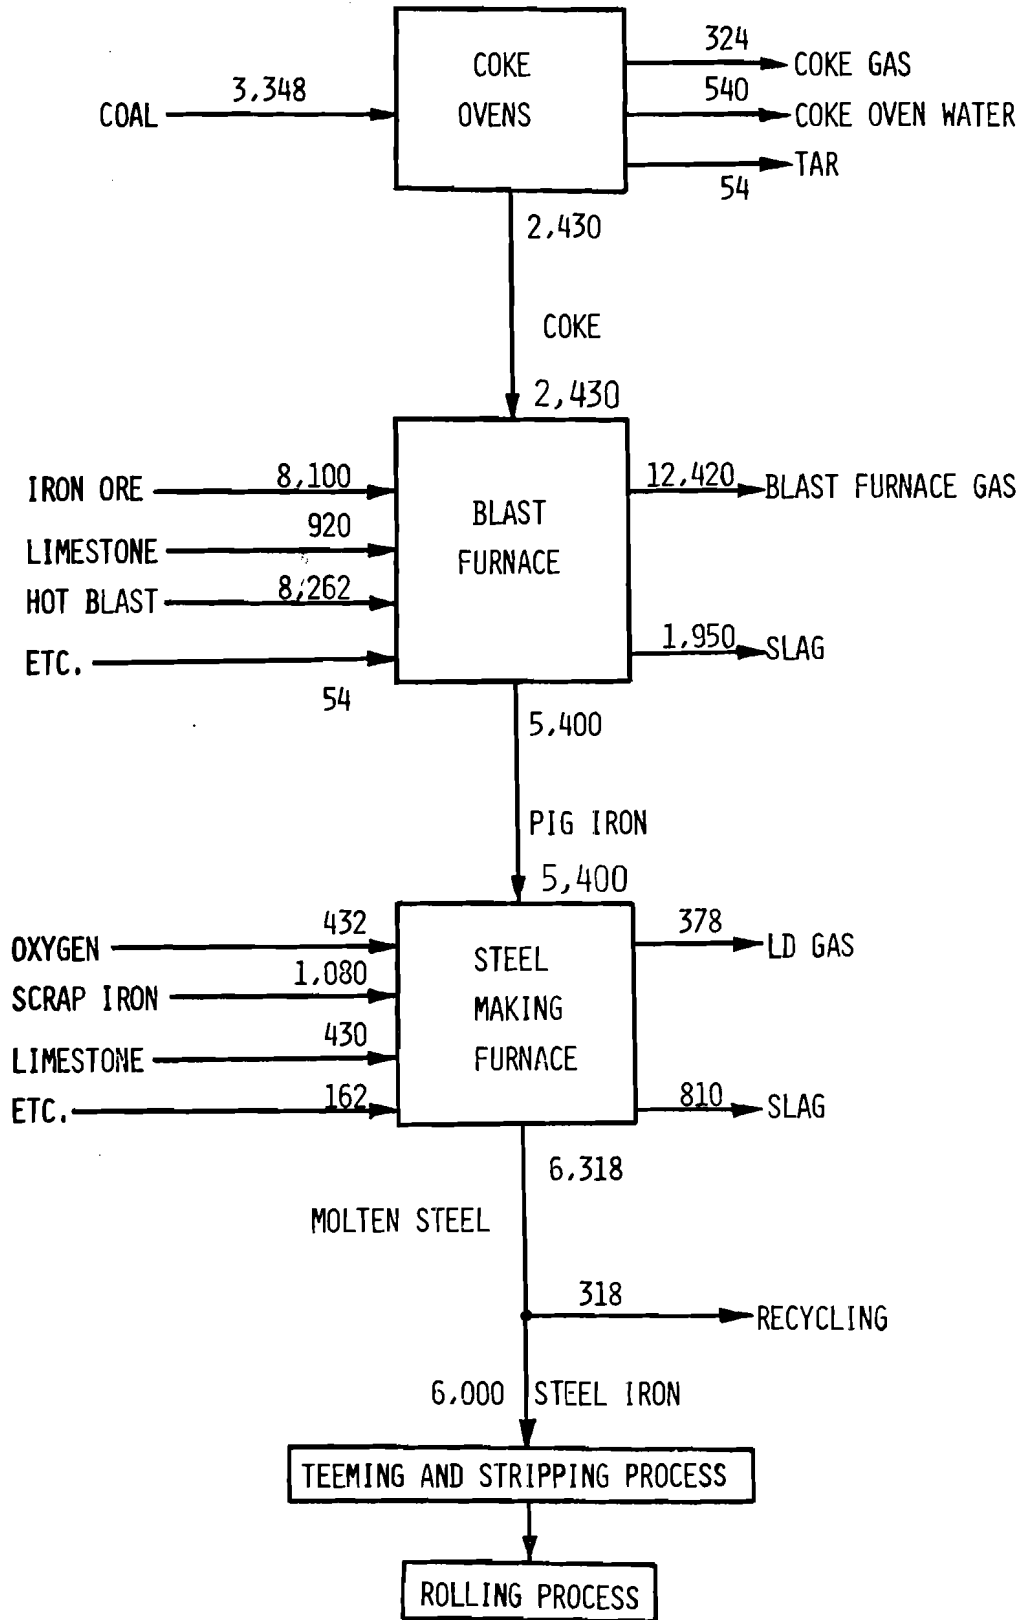 COKE
OVENS
COAL
3,348
324
COKE GAS
540
COKE OVEN WATER
TAR
54
2,430
COKE
2,430
IRON ORE
8,100
LIMESTONE
920
HOT BLAST
8,262
ETC.
54
BLAST
FURNACE
12,420
BLAST FURNACE GAS
1,950
SLAG
5,400
PIG IRON
5,400
OXYGEN
432
SCRAP IRON
1,080
LIMESTONE
430
ETC.
162
STEEL
MAKING
FURNACE
378
LD GAS
810
SLAG
6,318
MOLTEN STEEL
318
RECYCLING
6,000 STEEL IRON
TEEMING AND STRIPPING PROCESS
ROLLING PROCESS